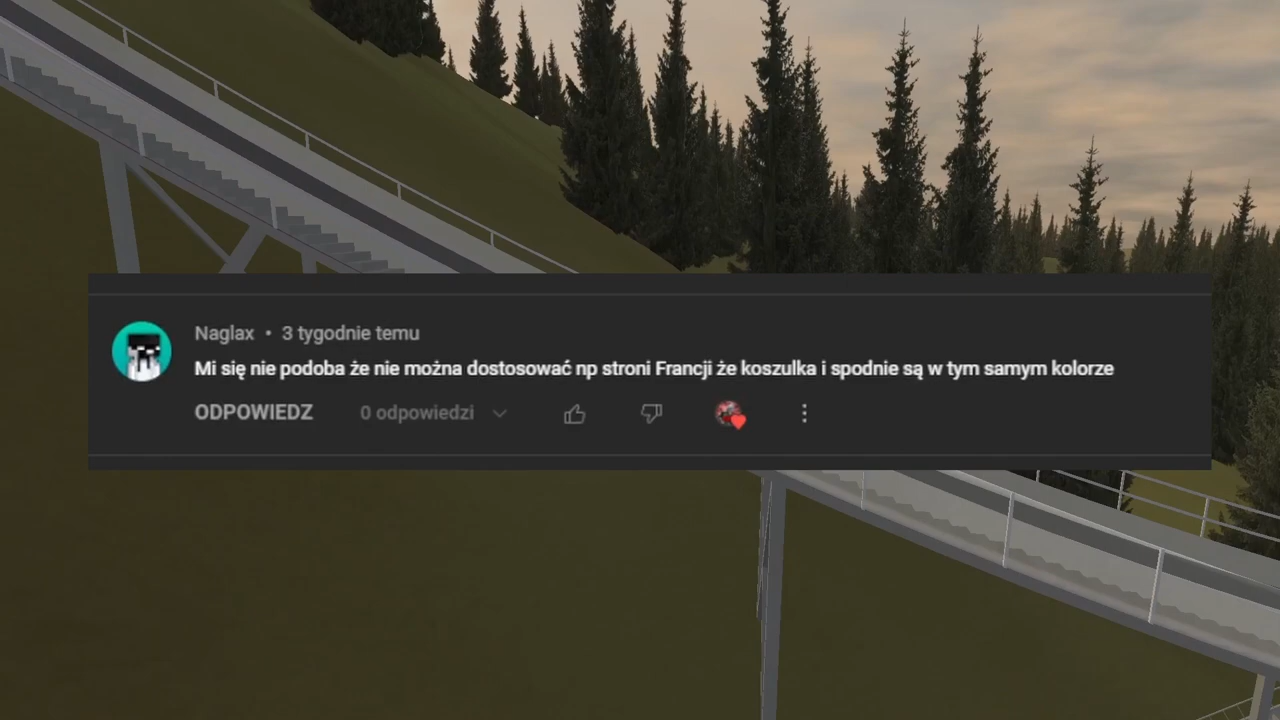 Naglax • 3 tygodnie temu
Mi się nie podoba że nie można dostosować np stroni Francji że koszulka i spodnie są w tym samym kolorze
ODPOWIEDZ 0 odpowiedzi